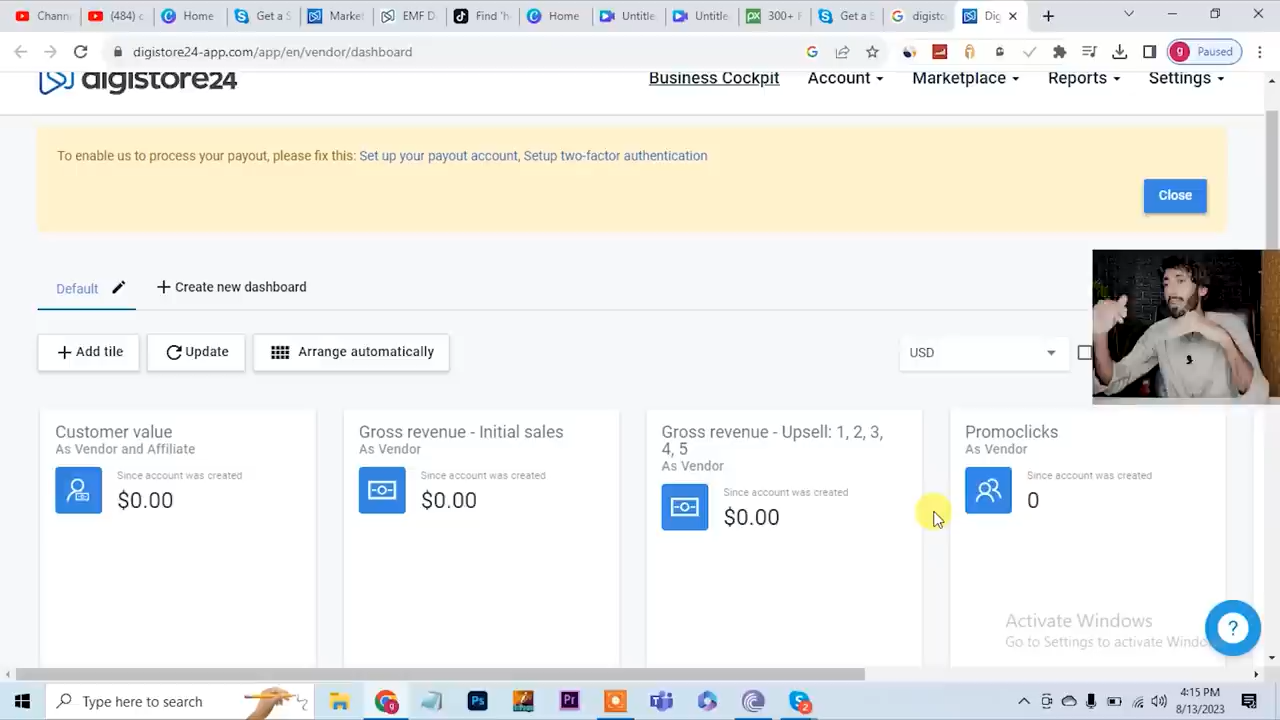 Chann
(484) c
Home
Get a S
Market
EMF D
Find 'h
Home
Untitle
Untitle
300+ F
Get a S
digisto
Dig
digistore24-app.com/app/en/vendor/dashboard
g Paused
digistore24
Business Cockpit
Account
Marketplace
Reports
Settings
To enable us to process your payout, please fix this: Set up your payout account, Setup two-factor authentication
Close
Default
Create new dashboard
Add tile
Update
Arrange automatically
USD
Customer value
As Vendor and Affiliate
Since account was created
$0.00
Gross revenue - Initial sales
As Vendor
Since account was created
$0.00
Gross revenue - Upsell: 1, 2, 3,
4, 5
As Vendor
Since account was created
$0.00
Promoclicks
As Vendor
Since account was created
0
Activate Windows
Go to Settings to activate Windo
?
Type here to search
4:15 PM
8/13/2023